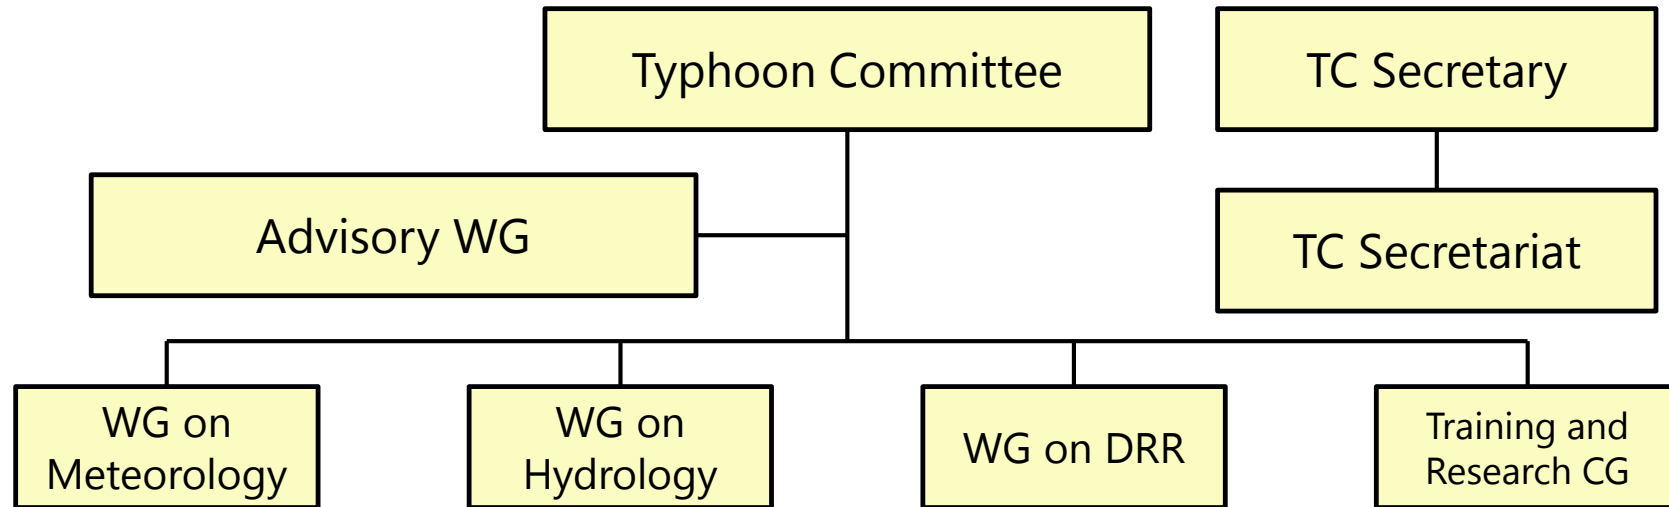 Typhoon Committee
TC Secretary
Advisory WG
TC Secretariat
WG on
Meteorology
WG on
Hydrology
WG on DRR
Training and
Research CG